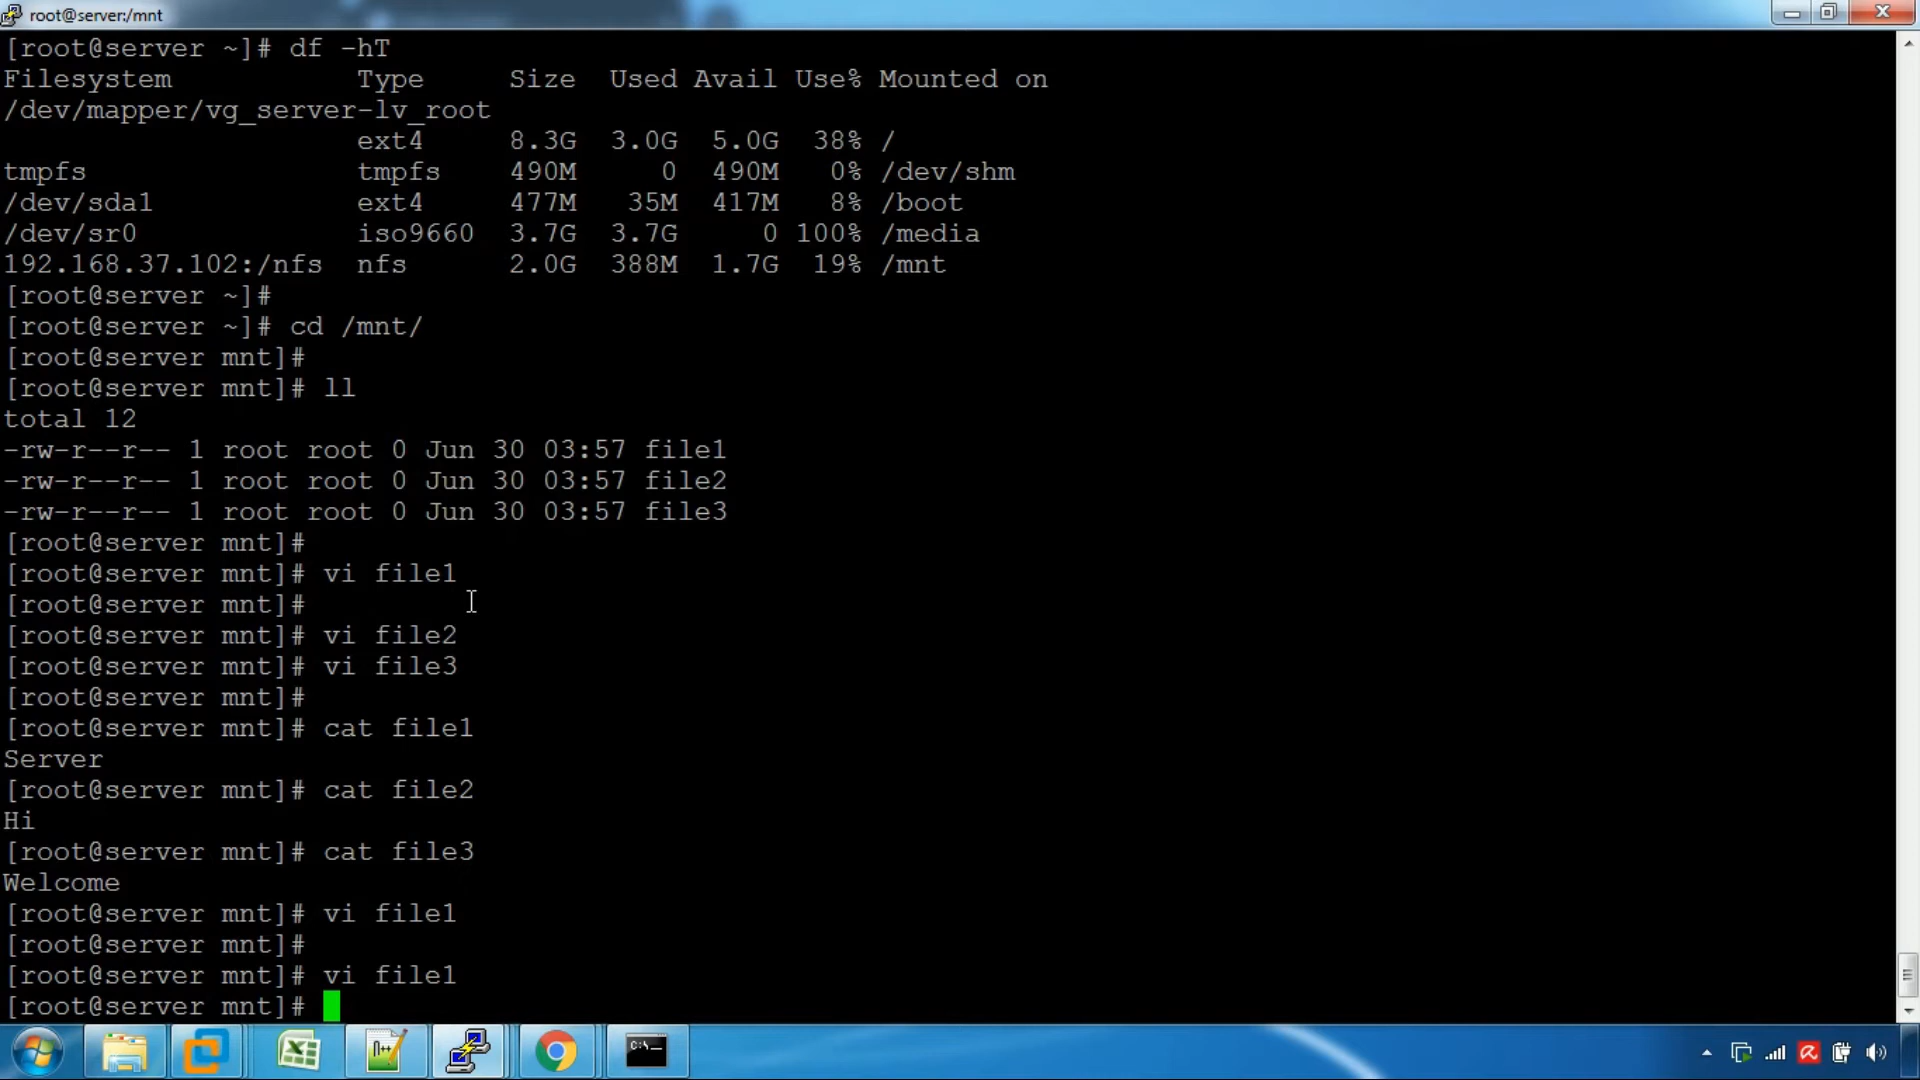 root@server:/mnt
[root@server ~]# df -hT
Filesystem Type Size Used Avail Use% Mounted on
/dev/mapper/vg_server-lv_root
ext4 8.3G 3.0G 5.0G 38% /
tmpfs tmpfs 490M 0 490M 0% /dev/shm
/dev/sda1 ext4 477M 35M 417M 8% /boot
/dev/sr0 iso9660 3.7G 3.7G 0 100% /media
192.168.37.102:/nfs nfs 2.0G 388M 1.7G 19% /mnt
[root@server ~]#
[root@server ~]# cd /mnt/
[root@server mnt]#
[root@server mnt]# ll
total 12
-rw-r--r-- 1 root root 0 Jun 30 03:57 file1
-rw-r--r-- 1 root root 0 Jun 30 03:57 file2
-rw-r--r-- 1 root root 0 Jun 30 03:57 file3
[root@server mnt]#
[root@server mnt]# vi file1
[root@server mnt]#
[root@server mnt]# vi file2
[root@server mnt]# vi file3
[root@server mnt]#
[root@server mnt]# cat file1
Server
[root@server mnt]# cat file2
Hi
[root@server mnt]# cat file3
Welcome
[root@server mnt]# vi file1
[root@server mnt]#
[root@server mnt]# vi file1
[root@server mnt]#